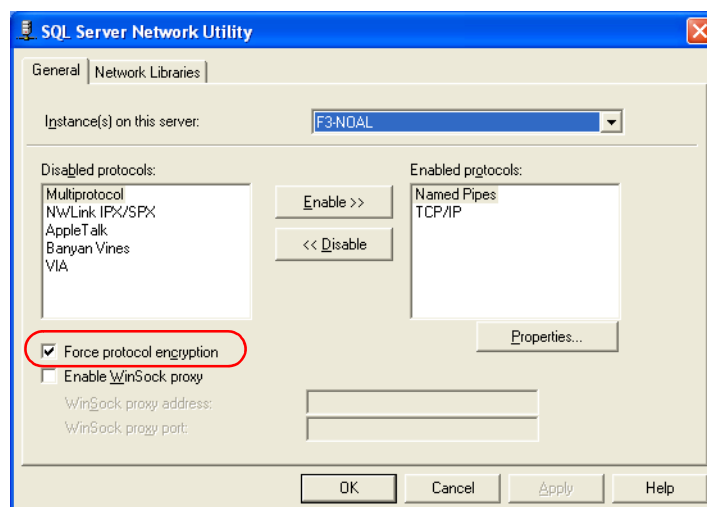 SQL Server Network Utility
General
Network Libraries
Instance(s) on this server:
F3-NOAL
Disabled protocols:
Enabled protocols:
Multiprotocol
NWLink IPX/SPX
AppleTalk
Banyan Vines
VIA
Enable >>
<< Disable
Named Pipes
TCP/IP
Properties...
Force protocol encryption
Enable WinSock proxy
WinSock proxy address:
WinSock proxy port:
OK
Cancel
Apply
Help